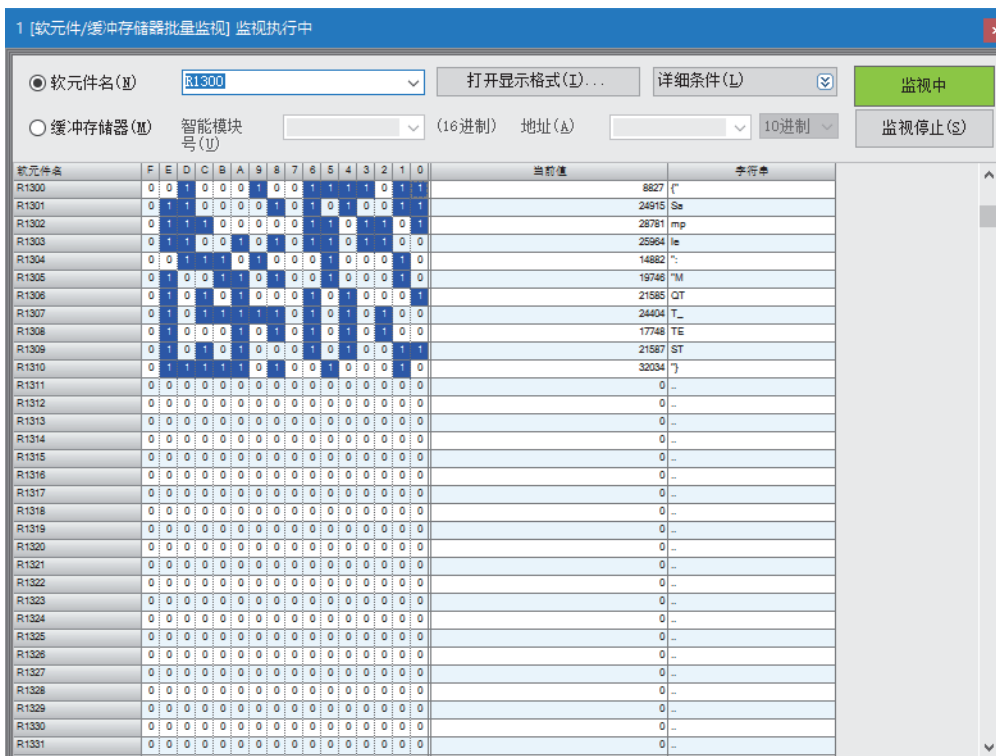 1 [软元件/缓冲存储器批量监视] 监视执行中
软元件名(N) R1300 打开显示格式(I)... 详细条件(L) 监视中
缓冲存储器(M) 智能模块号(U) (16进制) 地址(A) 10进制 监视停止(S)
软元件名 F E D C B A 9 8 7 6 5 4 3 2 1 0 当前值 字符串
R1300 0 0 1 0 0 0 1 0 0 1 1 1 1 0 1 1 8827 {"
R1301 0 1 1 0 0 0 0 1 0 1 0 1 0 0 1 1 24915 Sa
R1302 0 1 1 1 0 0 0 0 0 1 1 0 1 1 0 1 28781 mp
R1303 0 1 1 0 0 1 0 1 0 1 1 0 1 1 0 0 25964 le
R1304 0 0 1 1 1 0 1 0 0 0 1 0 0 0 1 0 14882 ":
R1305 0 1 0 0 1 1 0 1 0 0 1 0 0 0 1 0 19746 "M
R1306 0 1 0 1 0 1 0 0 0 1 0 1 0 0 0 1 21585 QT
R1307 0 1 0 1 1 1 1 1 0 1 0 1 0 1 0 0 24404 T_
R1308 0 1 0 0 0 1 0 1 0 1 0 1 0 1 0 0 17748 TE
R1309 0 1 0 1 0 1 0 0 0 1 0 1 0 0 1 1 21587 ST
R1310 0 1 1 1 1 1 0 1 0 0 1 0 0 0 1 0 32034 "}
R1311 0 0 0 0 0 0 0 0 0 0 0 0 0 0 0 0 0 ..
R1312 0 0 0 0 0 0 0 0 0 0 0 0 0 0 0 0 0 ..
R1313 0 0 0 0 0 0 0 0 0 0 0 0 0 0 0 0 0 ..
R1314 0 0 0 0 0 0 0 0 0 0 0 0 0 0 0 0 0 ..
R1315 0 0 0 0 0 0 0 0 0 0 0 0 0 0 0 0 0 ..
R1316 0 0 0 0 0 0 0 0 0 0 0 0 0 0 0 0 0 ..
R1317 0 0 0 0 0 0 0 0 0 0 0 0 0 0 0 0 0 ..
R1318 0 0 0 0 0 0 0 0 0 0 0 0 0 0 0 0 0 ..
R1319 0 0 0 0 0 0 0 0 0 0 0 0 0 0 0 0 0 ..
R1320 0 0 0 0 0 0 0 0 0 0 0 0 0 0 0 0 0 ..
R1321 0 0 0 0 0 0 0 0 0 0 0 0 0 0 0 0 0 ..
R1322 0 0 0 0 0 0 0 0 0 0 0 0 0 0 0 0 0 ..
R1323 0 0 0 0 0 0 0 0 0 0 0 0 0 0 0 0 0 ..
R1324 0 0 0 0 0 0 0 0 0 0 0 0 0 0 0 0 0 ..
R1325 0 0 0 0 0 0 0 0 0 0 0 0 0 0 0 0 0 ..
R1326 0 0 0 0 0 0 0 0 0 0 0 0 0 0 0 0 0 ..
R1327 0 0 0 0 0 0 0 0 0 0 0 0 0 0 0 0 0 ..
R1328 0 0 0 0 0 0 0 0 0 0 0 0 0 0 0 0 0 ..
R1329 0 0 0 0 0 0 0 0 0 0 0 0 0 0 0 0 0 ..
R1330 0 0 0 0 0 0 0 0 0 0 0 0 0 0 0 0 0 ..
R1331 0 0 0 0 0 0 0 0 0 0 0 0 0 0 0 0 0 ..